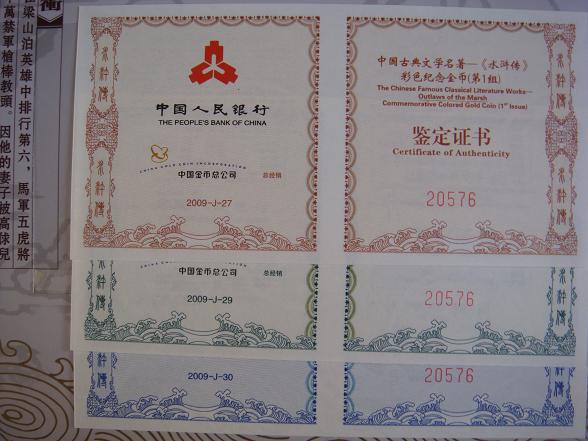 衝
梁山泊英雄中排行第六，馬軍五虎將
萬禁軍槍棒教頭。因他的妻子被高俅兒
中国人民银行
THE PEOPLE'S BANK OF CHINA
CHINA GOLD COIN INCORPORATION
中国金币总公司 总经销
2009-J-27
中国古典文学名著—《水浒传》
彩色纪念金币(第1组)
The Chinese Famous Classical Literature Works—
Outlaws of the Marsh
Commemorative Colored Gold Coin (1st Issue)
鉴定证书
Certificate of Authenticity
20576
中国金币总公司 总经销
2009-J-29
20576
2009-J-30
20576